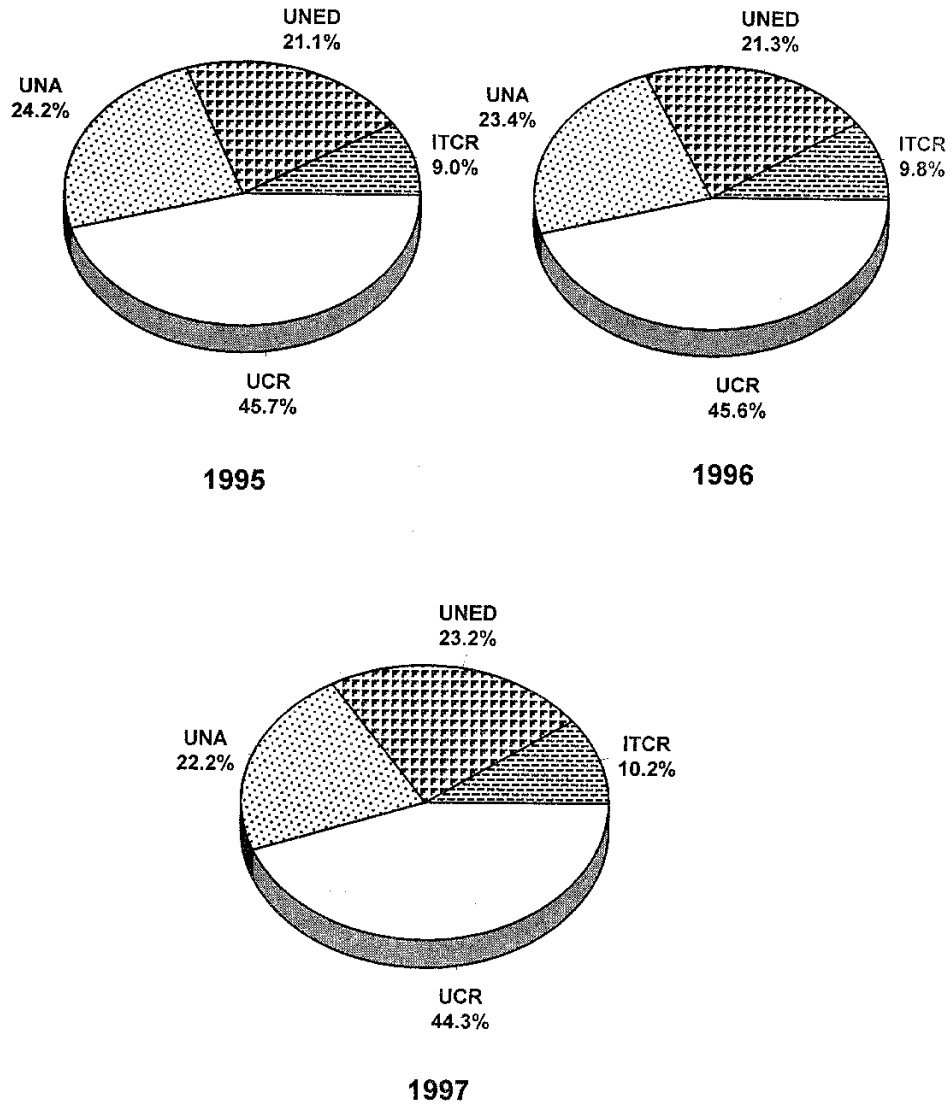 UNED
21.1%
UNA
24.2%
ITCR
9.0%
UCR
45.7%
1995
UNED
21.3%
UNA
23.4%
ITCR
9.8%
UCR
45.6%
1996
UNED
23.2%
UNA
22.2%
ITCR
10.2%
UCR
44.3%
1997